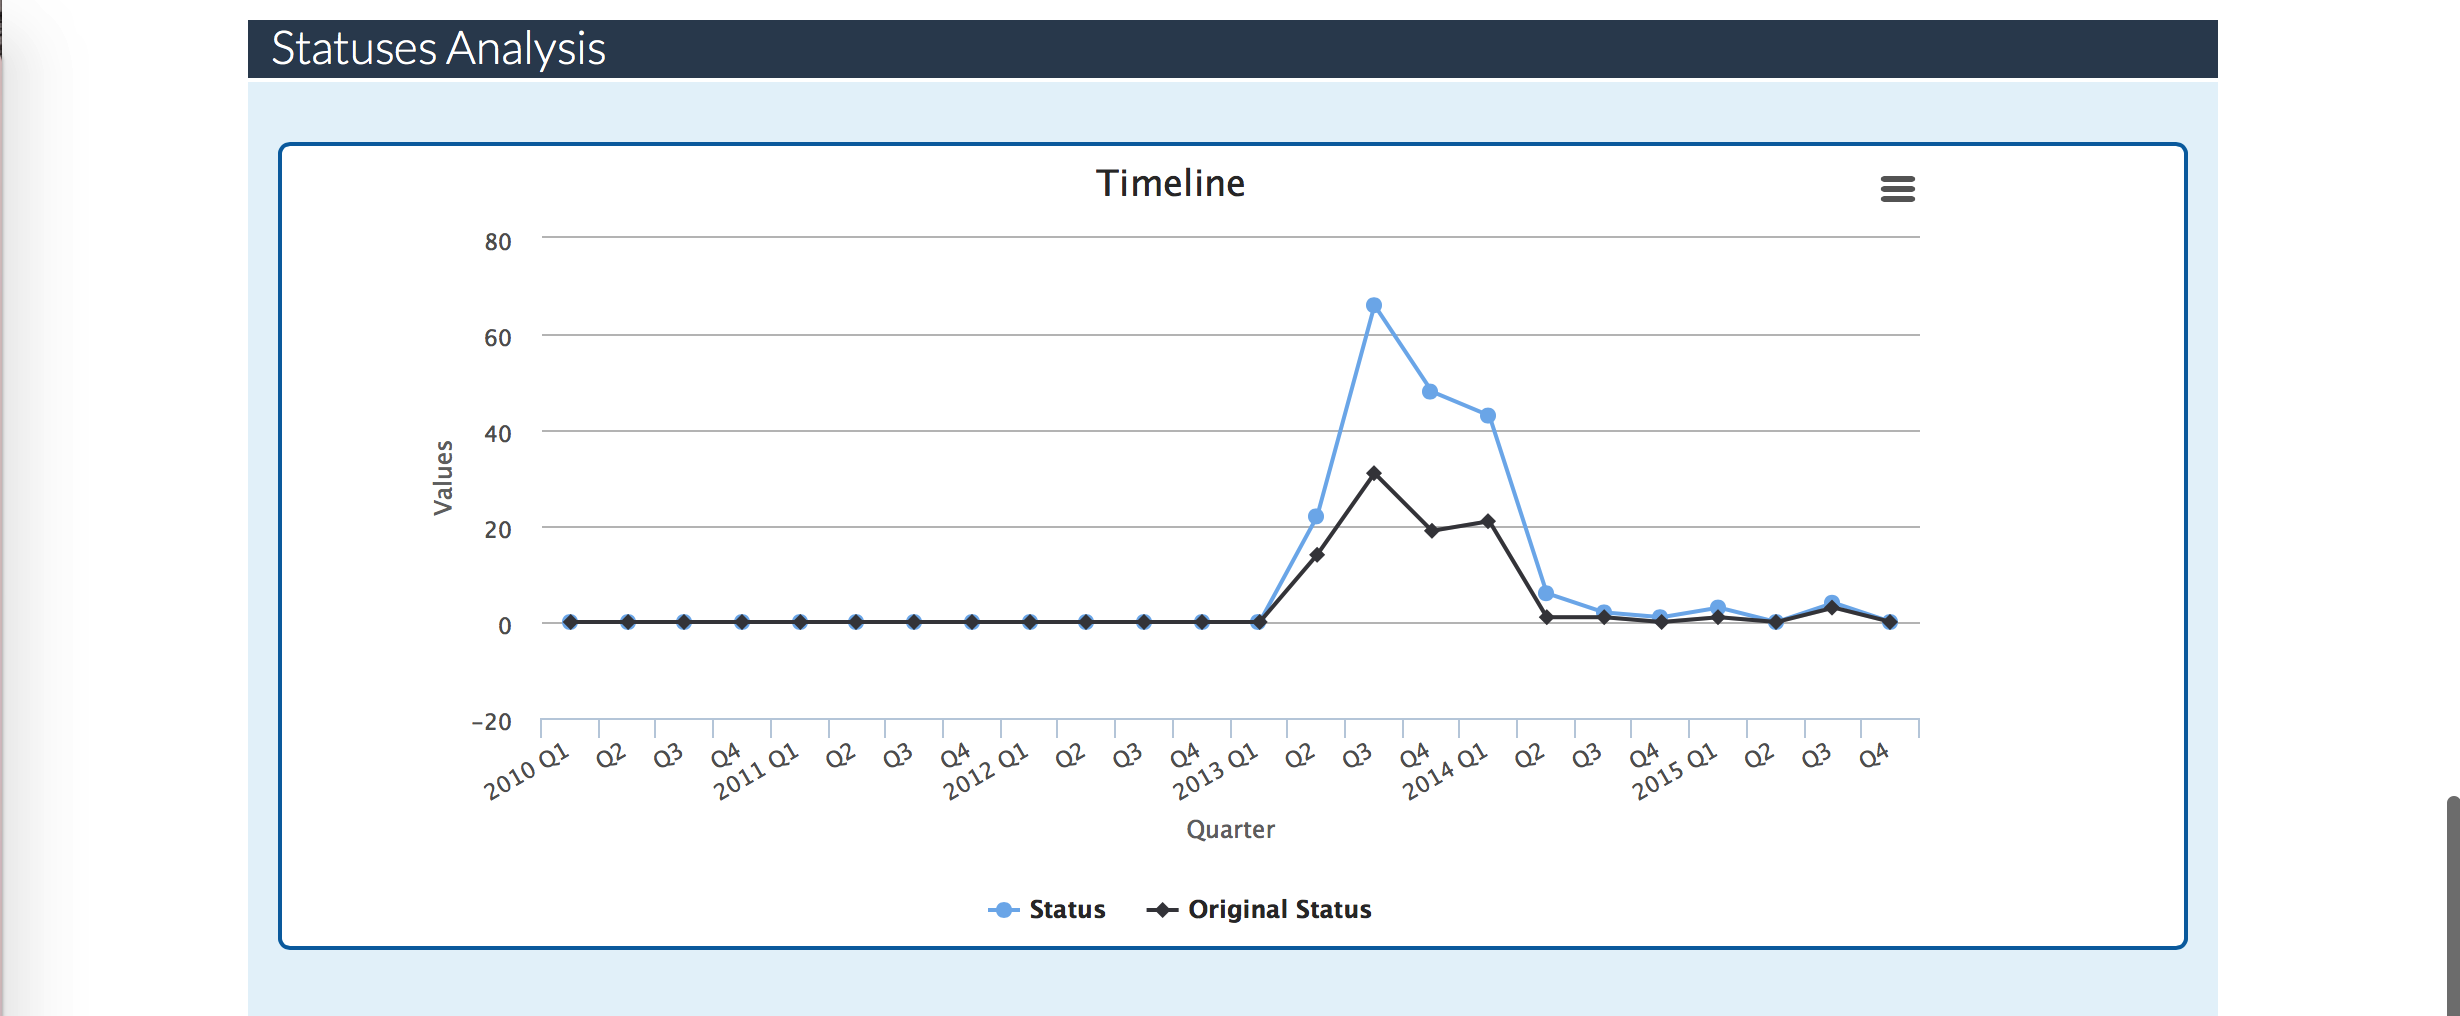 Statuses Analysis
Timeline
80
60
40
20
0
−20
Values
2010 Q1 Q2 Q3 Q4 2011 Q1 Q2 Q3 Q4 2012 Q1 Q2 Q3 Q4 2013 Q1 Q2 Q3 Q4 2014 Q1 Q2 Q3 Q4 2015 Q1 Q2 Q3 Q4
Quarter
Status Original Status